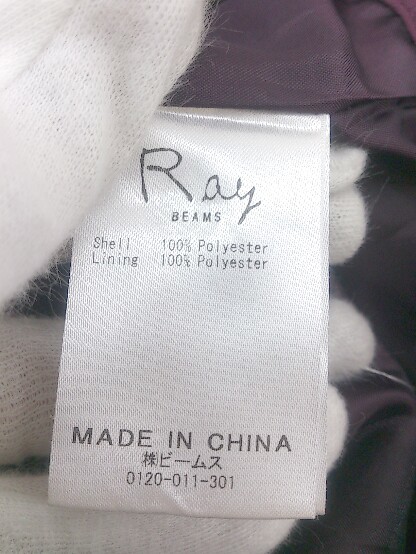 Ray
BEAMS
Shell 100% Polyester
Lining 100% Polyester
MADE IN CHINA
㈱ビームス
0120-011-301